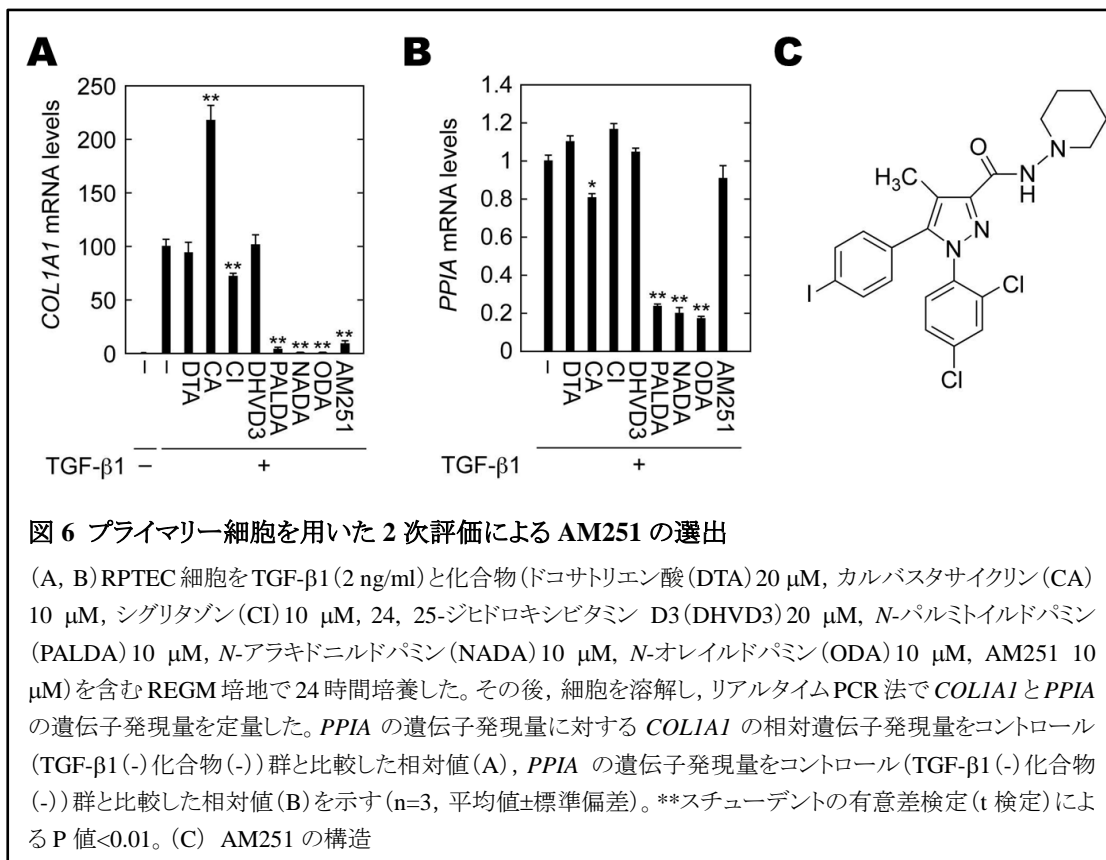 A
B
C
COL1A1 mRNA levels
250
200
150
100
50
0
**
**
**
**
**
**
–
–
DTA
CA
CI
DHVD3
PALDA
NADA
ODA
AM251
TGF-β1
–
+
PPIA mRNA levels
1.4
1.2
1
0.8
0.6
0.4
0.2
0
*
**
**
**
–
DTA
CA
CI
DHVD3
PALDA
NADA
ODA
AM251
TGF-β1
+
O
N
N
H
H3C
N
N
I
Cl
Cl
図 6 プライマリー細胞を用いた 2 次評価による AM251 の選出
(A, B)RPTEC 細胞を TGF-β1(2 ng/ml)と化合物(ドコサトリエン酸(DTA)20 μM, カルバスタサイクリン(CA)
10 μM, シグリタゾン(CI)10 μM, 24, 25-ジヒドロキシビタミン D3(DHVD3)20 μM, N-パルミトイルドパミン
(PALDA)10 μM, N-アラキドニルドパミン(NADA)10 μM, N-オレイルドパミン(ODA)10 μM, AM251 10
μM)を含む REGM 培地で 24 時間培養した。その後, 細胞を溶解し, リアルタイム PCR 法で COL1A1 と PPIA
の遺伝子発現量を定量した。PPIA の遺伝子発現量に対する COL1A1 の相対遺伝子発現量をコントロール
(TGF-β1(-)化合物(-))群と比較した相対値(A), PPIA の遺伝子発現量をコントロール(TGF-β1(-)化合物
(-))群と比較した相対値(B)を示す(n=3, 平均値±標準偏差)。**スチューデントの有意差検定(t 検定)によ
る P 値<0.01。(C) AM251 の構造